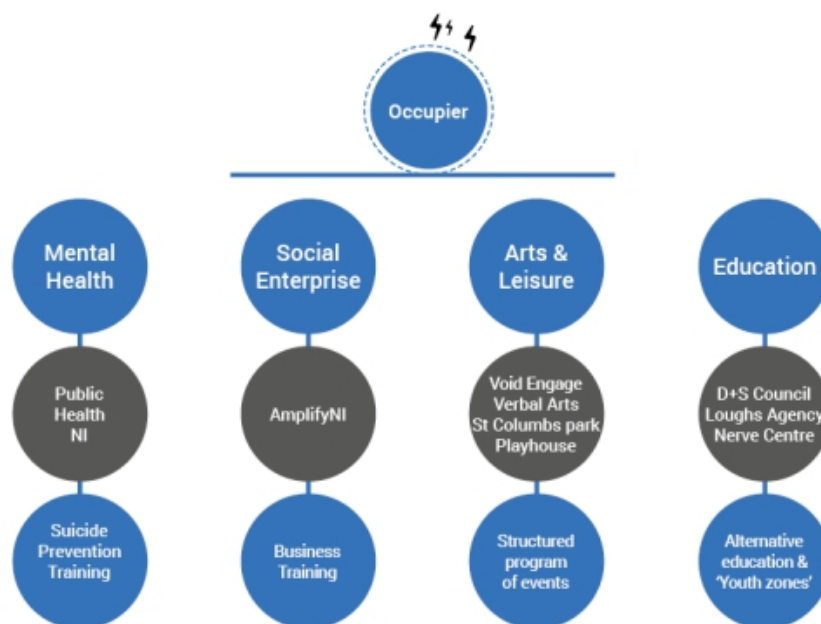 Occupier
Mental
Health
Social
Enterprise
Arts &
Leisure
Education
Public
Health
NI
AmplifyNI
Void Engage
Verbal Arts
St Columbs park
Playhouse
D+S Council
Loughs Agency
Nerve Centre
Suicide
Prevention
Training
Business
Training
Structured
program
of events
Alternative
education &
‘Youth zones’